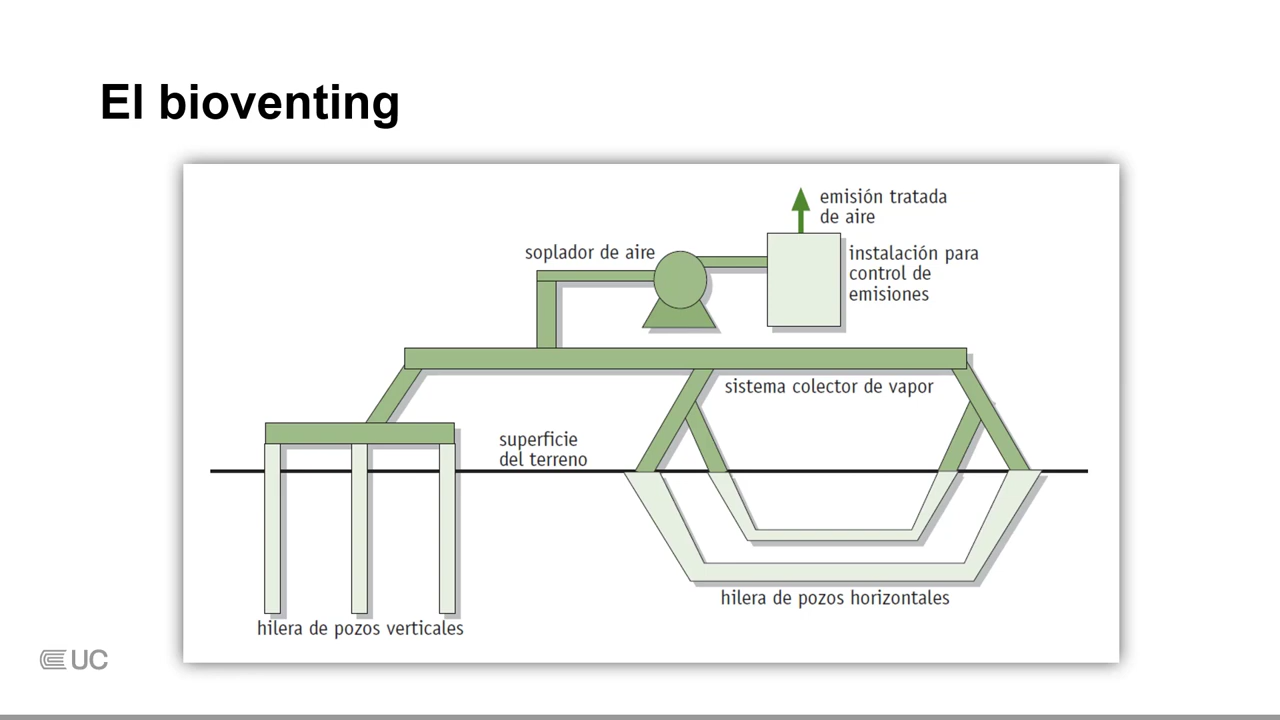 El bioventing
emisión tratada
de aire
soplador de aire
instalación para
control de
emisiones
sistema colector de vapor
superficie
del terreno
hilera de pozos horizontales
hilera de pozos verticales
UC